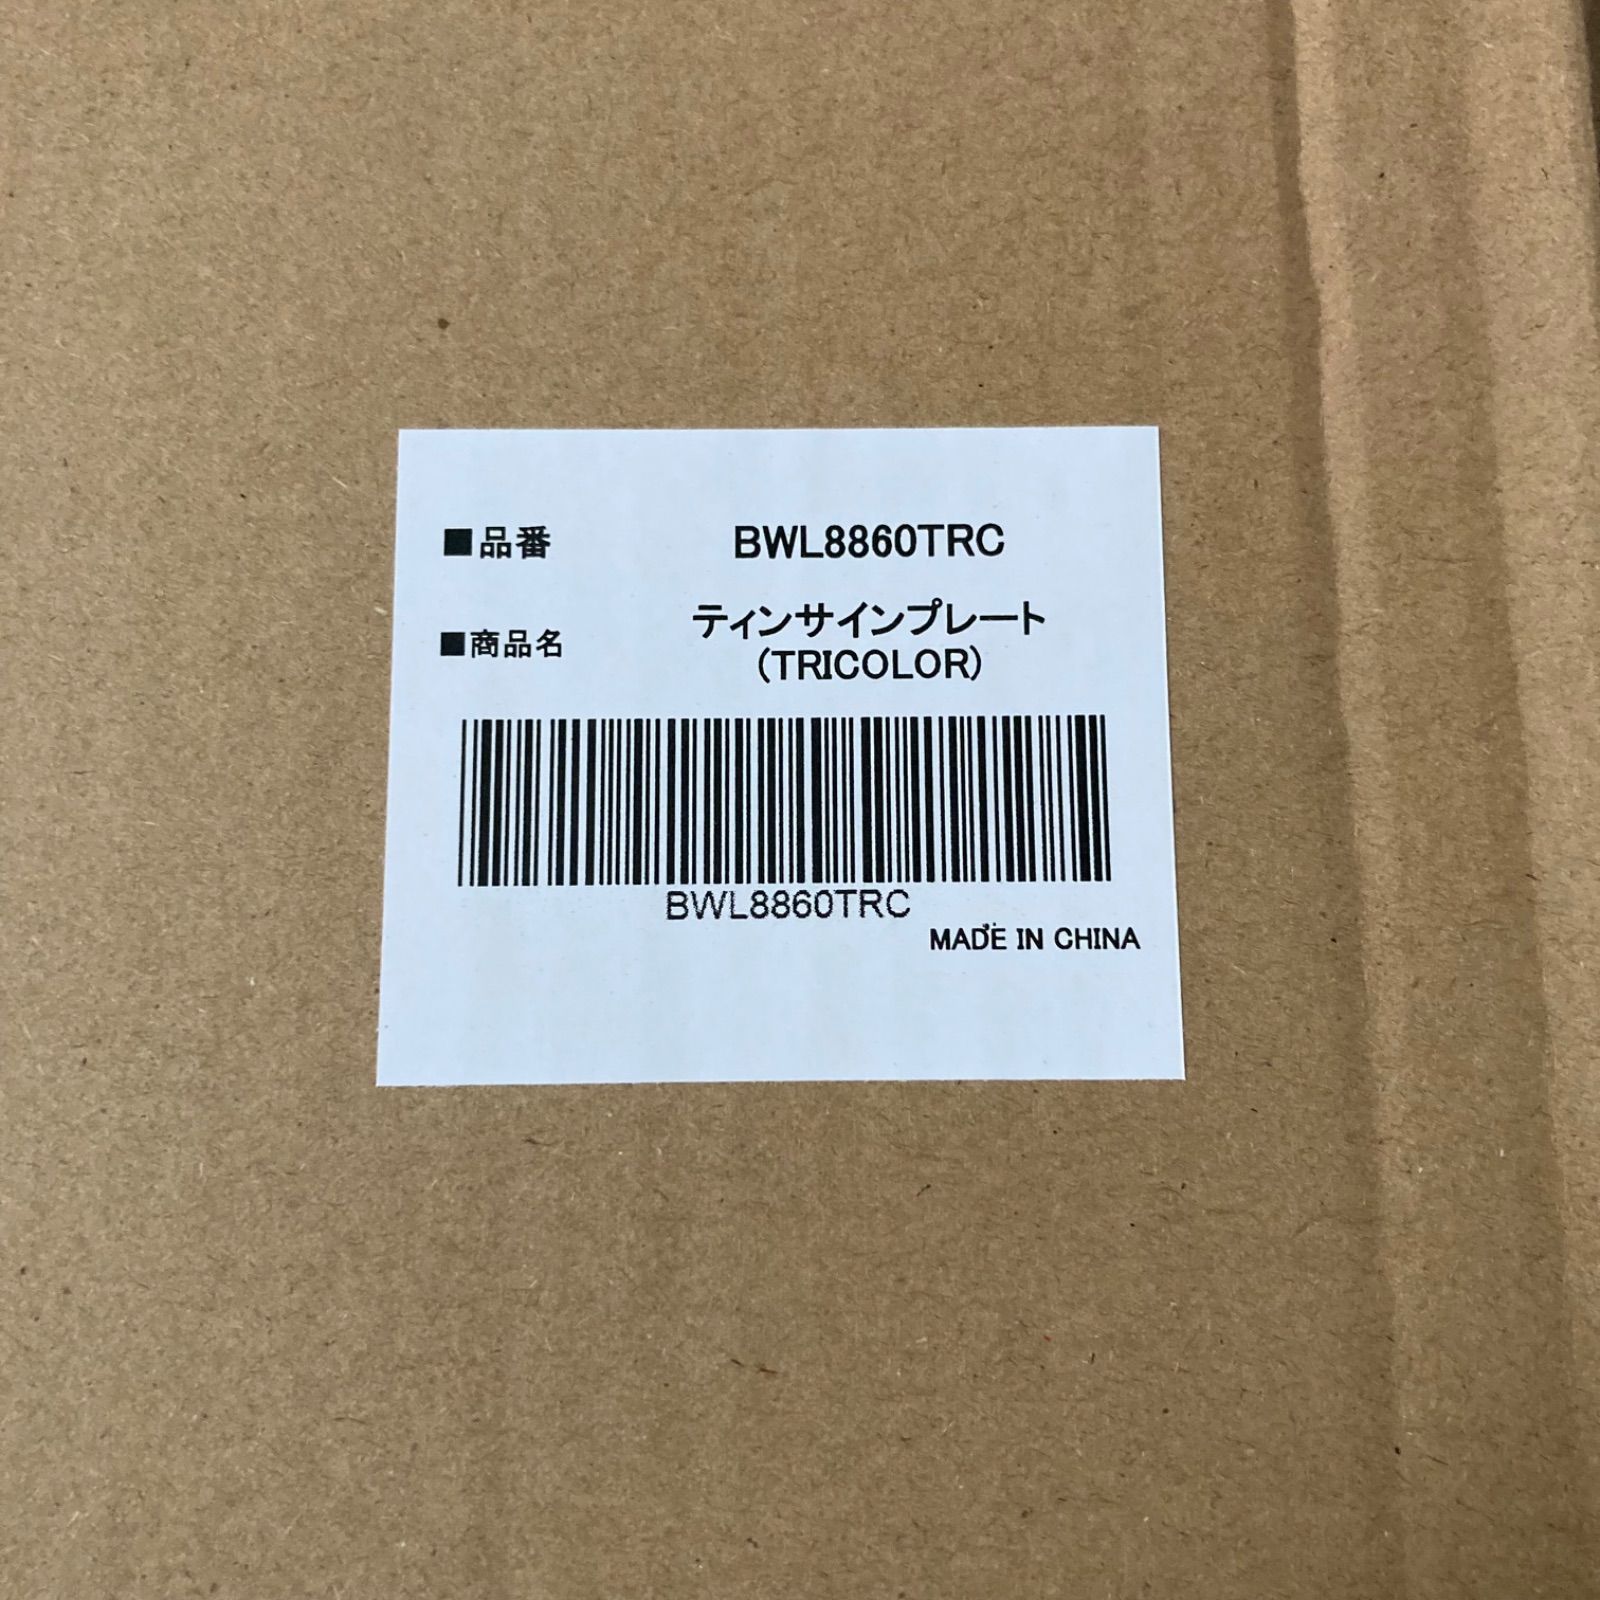 ■品番 BWL8860TRC
■商品名 ティンサインプレート
(TRICOLOR)
BWL8860TRC
MADE IN CHINA